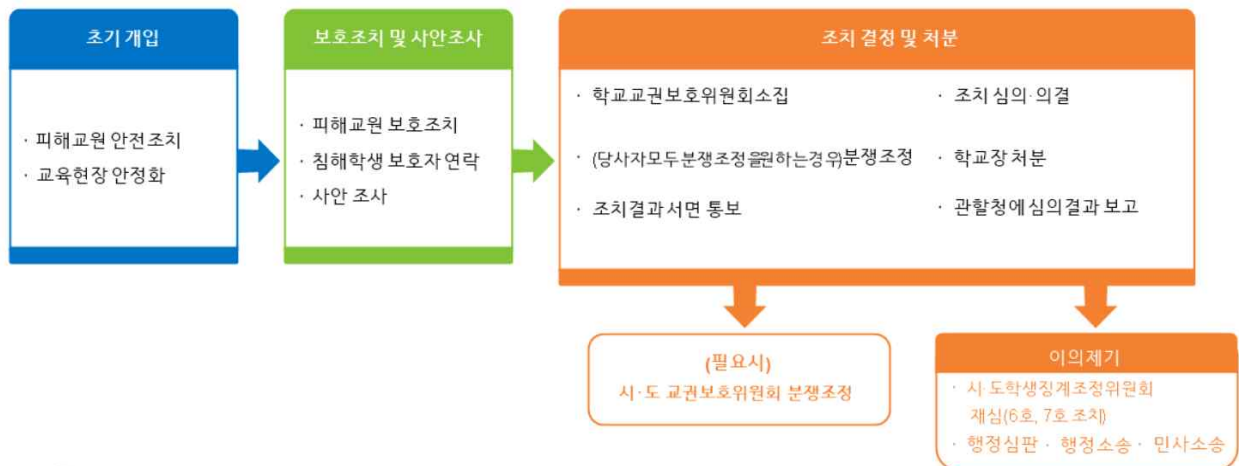 초기 개입
· 피해교원 안전조치
· 교육현장 안정화
보호조치 및 사안조사
· 피해교원 보호조치
· 침해학생 보호자 연락
· 사안 조사
조치 결정 및 처분
· 학교교권보호위원회소집
· (당사자모두분쟁조정을원하는경우)분쟁조정
· 조치결과 서면 통보
· 조치 심의·의결
· 학교장 처분
· 관할청에 심의결과 보고
(필요시)
시·도 교권보호위원회 분쟁조정
이의제기
· 시·도학생징계조정위원회
재심(6호, 7호 조치)
· 행정심판 · 행정소송 · 민사소송